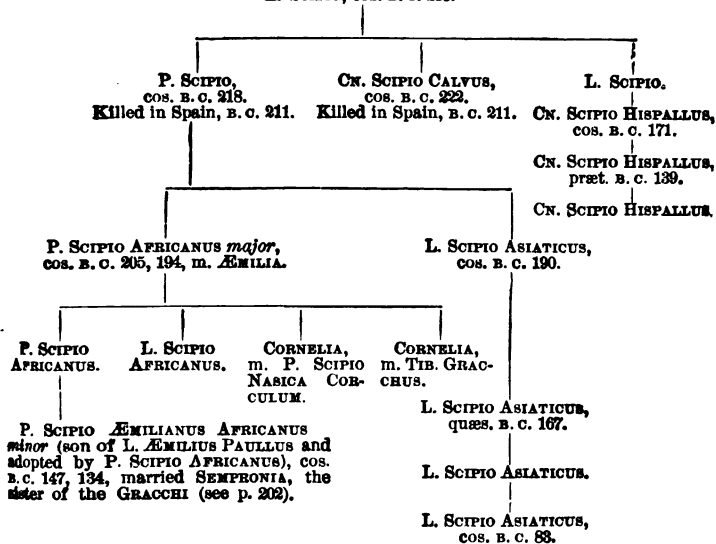 P. SCIPIO,
cos. B.C. 218.
Killed in Spain, B.C. 211.
CN. SCIPIO CALVUS,
cos. B.C. 222.
Killed in Spain, B.C. 211.
L. SCIPIO.
CN. SCIPIO HISPALLUS,
cos. B.C. 171.
CN. SCIPIO HISPALLUS,
præt. B.C. 139.
CN. SCIPIO HISPALLUS.
P. SCIPIO AFRICANUS major,
cos. B.C. 205, 194, m. ÆMILIA.
L. SCIPIO ASIATICUS,
cos. B.C. 190.
P. SCIPIO
AFRICANUS.
L. SCIPIO
AFRICANUS.
CORNELIA,
m. P. SCIPIO
NASICA COR-
CULUM.
CORNELIA,
m. TIB. GRAC-
CHUS.
P. SCIPIO ÆMILIANUS AFRICANUS
minor (son of L. ÆMILIUS PAULLUS and
adopted by P. SCIPIO AFRICANUS), cos.
B.C. 147, 134, married SEMPRONIA, the
sister of the GRACCHI (see p. 202).
L. SCIPIO ASIATICUS,
quæs. B.C. 167.
L. SCIPIO ASIATICUS.
L. SCIPIO ASIATICUS,
cos. B.C. 83.